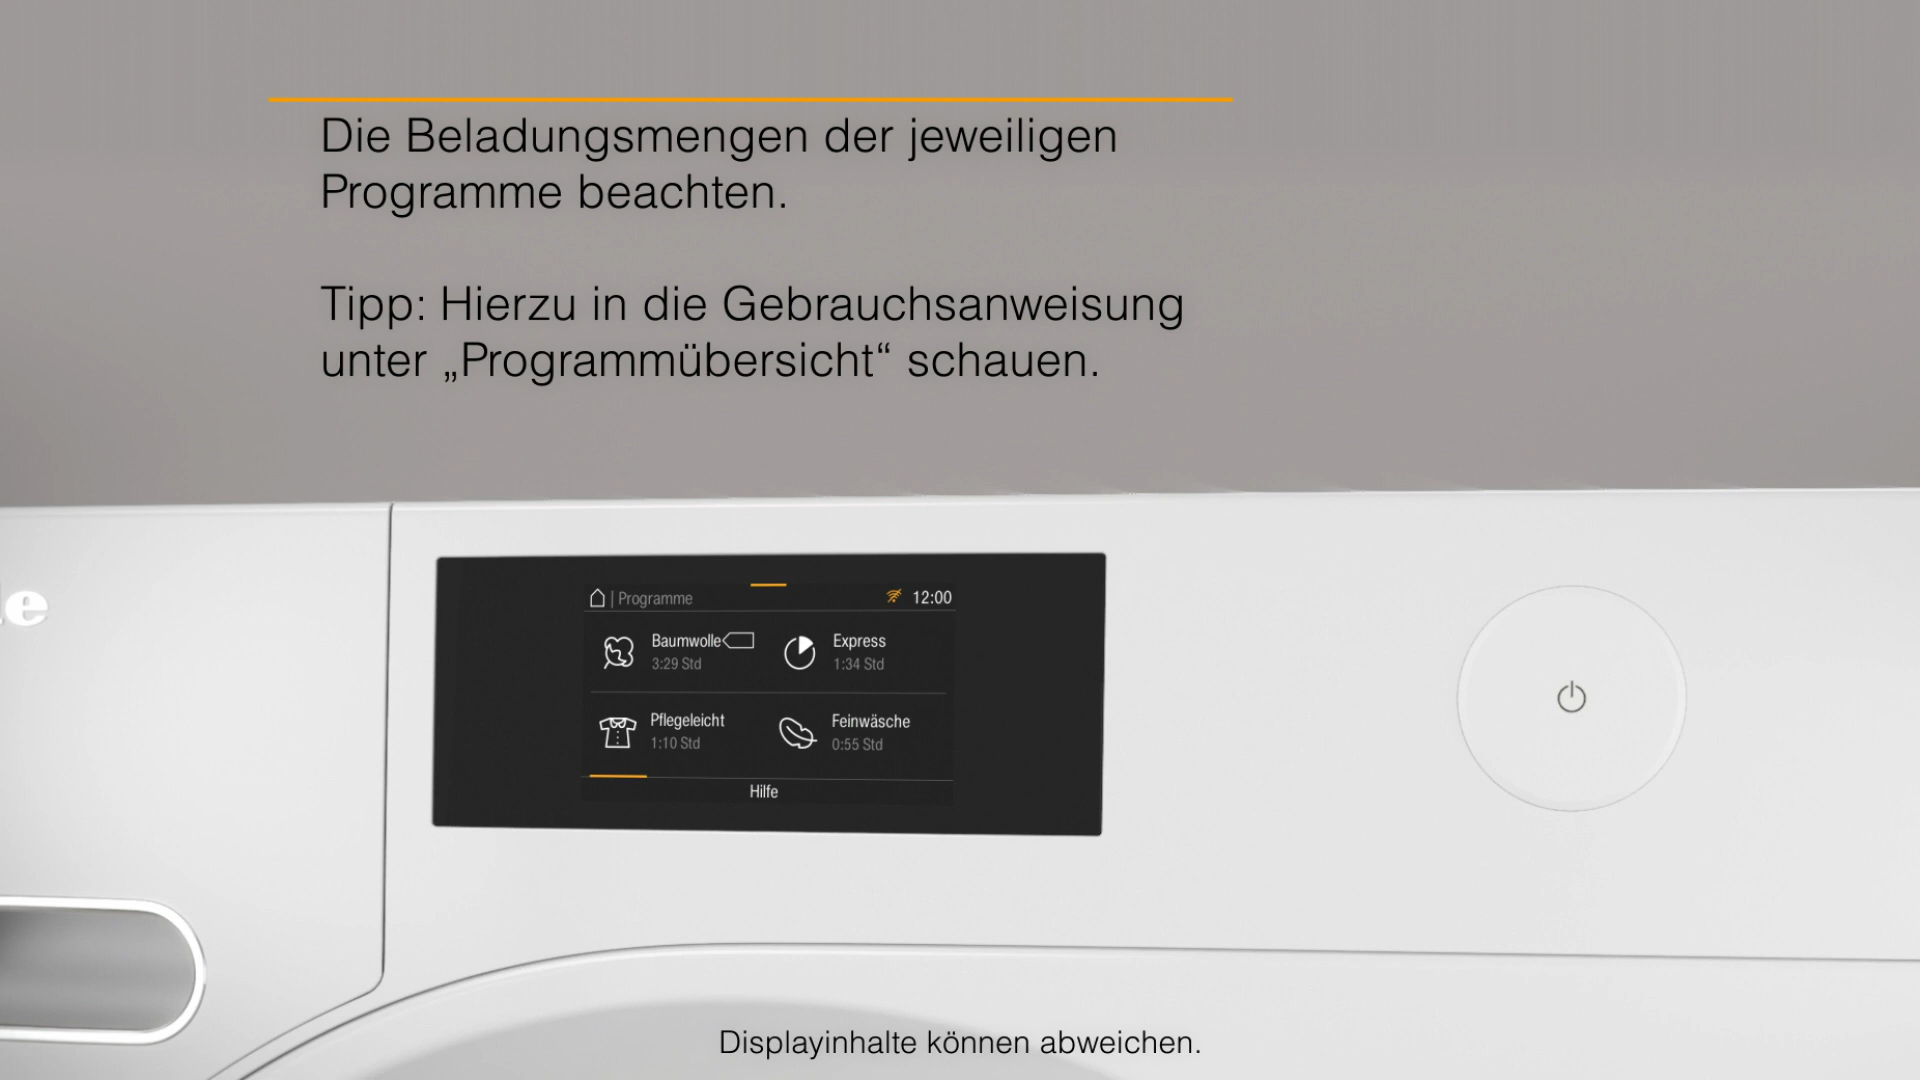 Die Beladungsmengen der jeweiligen
Programme beachten.
Tipp: Hierzu in die Gebrauchsanweisung
unter „Programmübersicht“ schauen.
e
| Programme
12:00
Baumwolle
3:29 Std
Express
1:34 Std
Pflegeleicht
1:10 Std
Feinwäsche
0:55 Std
Hilfe
Displayinhalte können abweichen.